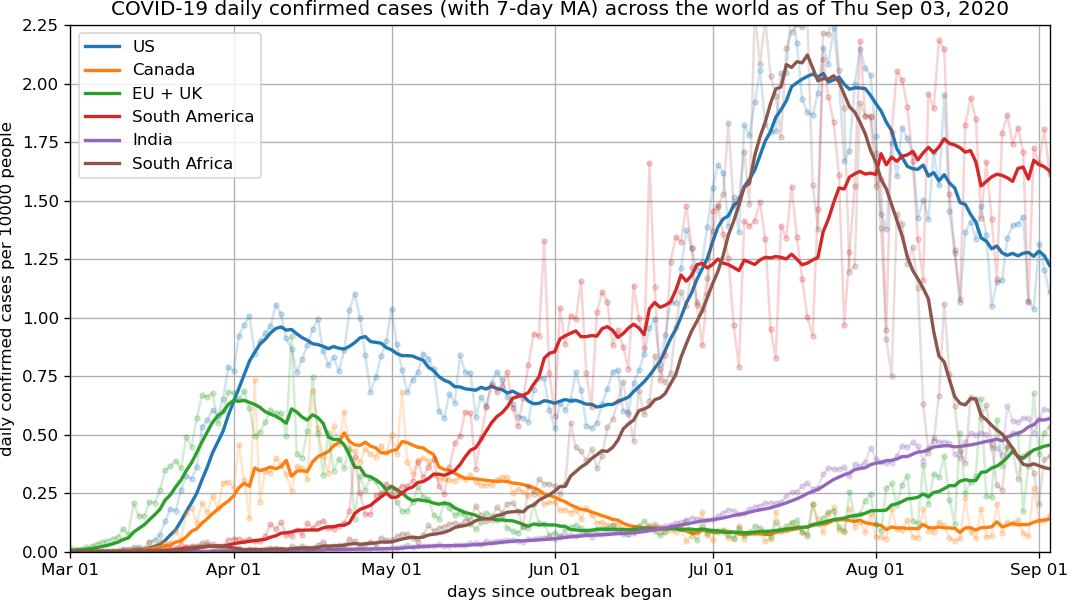 COVID-19 daily confirmed cases (with 7-day MA) across the world as of Thu Sep 03, 2020
daily confirmed cases per 10000 people
2.25
2.00
1.75
1.50
1.25
1.00
0.75
0.50
0.25
0.00
US
Canada
EU + UK
South America
India
South Africa
Mar 01 Apr 01 May 01 Jun 01 Jul 01 Aug 01 Sep 01
days since outbreak began